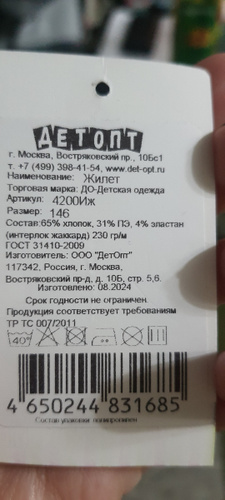 ДЕТОПТ
г. Москва, Востряковский пр., 10Бс1
т. +7 (499) 398-41-54, www.det-opt.ru
Наименование: Жилет
Торговая марка: ДО-Детская одежда
Артикул: 4200Иж
Размер: 146
Состав:65% хлопок, 31% ПЭ, 4% эластан
(интерлок жаккард) 230 гр/м
ГОСТ 31410-2009
Изготовитель: ООО "ДетОпт"
117342, Россия, г. Москва,
Востряковский пр-д, д. 10Б, стр. 5,6.
Изготовлено: 08.2024
Срок годности не ограничен
Продукция соответствует требованиям
ТР ТС 007/2011
40°
4 650244 831685
Состав упаковки: полипропилен